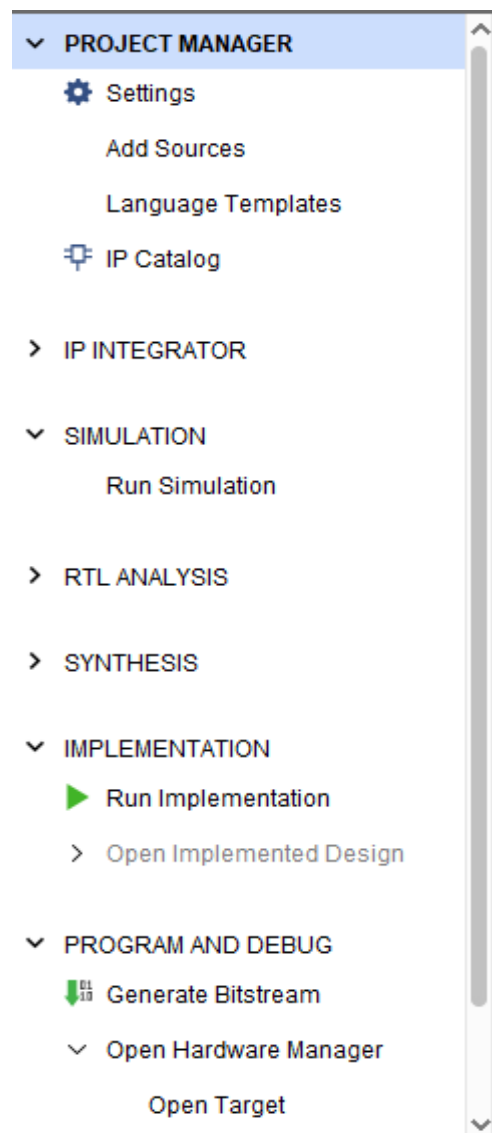 PROJECT MANAGER
Settings
Add Sources
Language Templates
IP Catalog
IP INTEGRATOR
SIMULATION
Run Simulation
RTL ANALYSIS
SYNTHESIS
IMPLEMENTATION
Run Implementation
Open Implemented Design
PROGRAM AND DEBUG
Generate Bitstream
Open Hardware Manager
Open Target